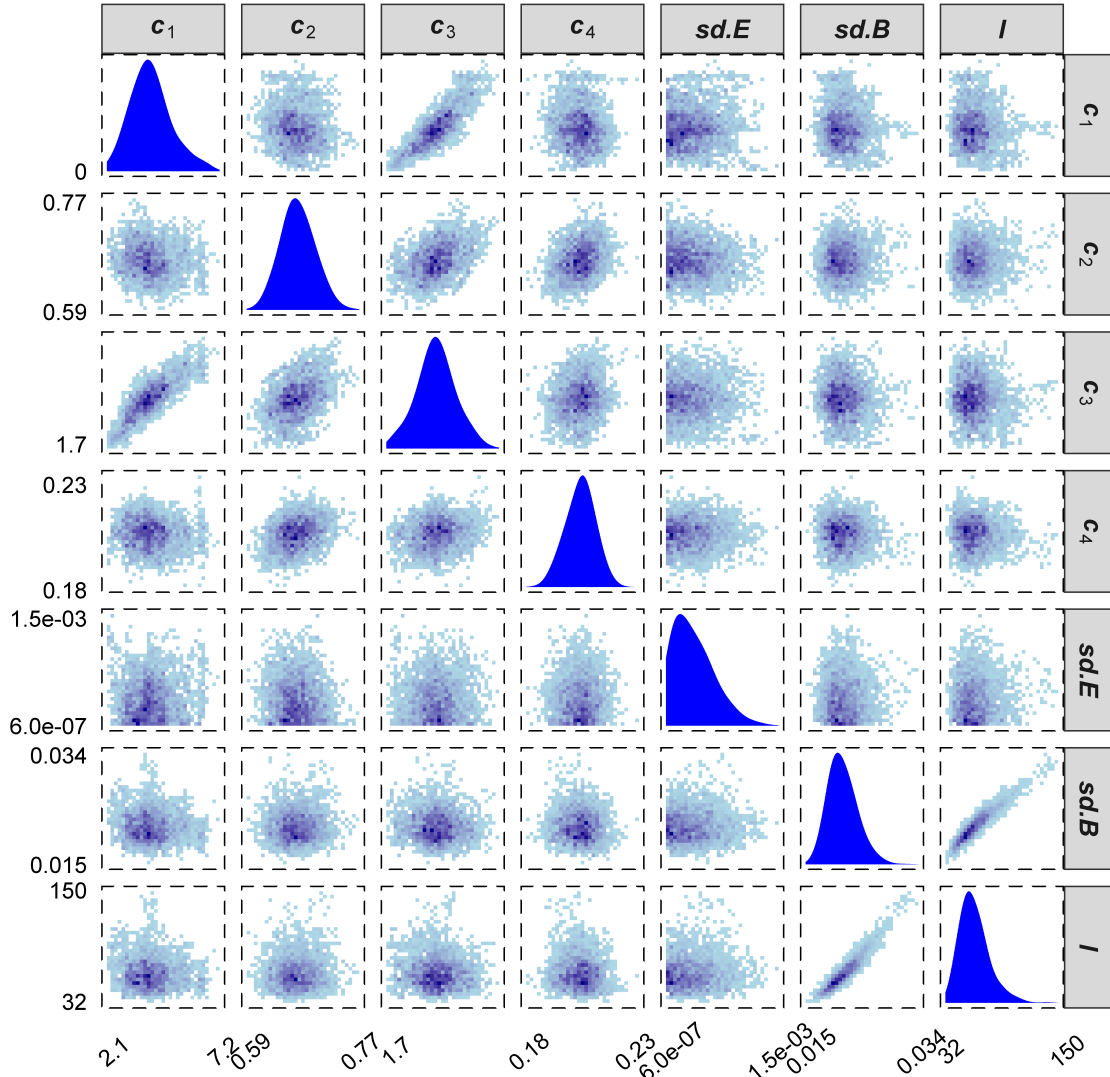 c₁ c₂ c₃ c₄ sd.E sd.B l
c₁
0
0.77
c₂
0.59
c₃
1.7
0.23
c₄
0.18
1.5e-03
sd.E
6.0e-07
0.034
sd.B
0.015
150
l
32
2.1 7.2 0.59 0.77 1.7 0.18 0.23 6.0e-07 1.5e-03 0.015 0.034 32 150